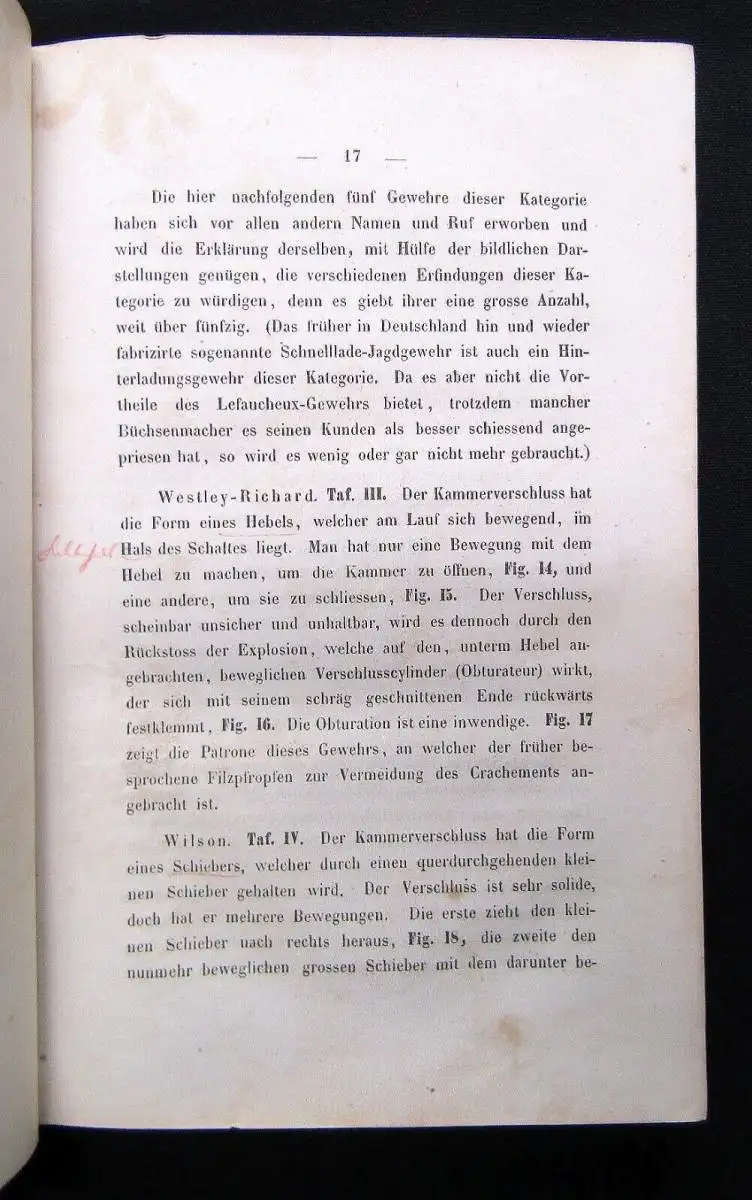 — 17 —
Die hier nachfolgenden fünf Gewehre dieser Kategorie
haben sich vor allen andern Namen und Ruf erworben und
wird die Erklärung derselben, mit Hülfe der bildlichen Dar-
stellungen genügen, die verschiedenen Erfindungen dieser Ka-
tegorie zu würdigen, denn es giebt ihrer eine grosse Anzahl,
weit über fünfzig. (Das früher in Deutschland hin und wieder
fabrizirte sogenannte Schnelllade-Jagdgewehr ist auch ein Hin-
terladungsgewehr dieser Kategorie. Da es aber nicht die Vor-
theile des Lefaucheux-Gewehrs bietet, trotzdem mancher
Büchsenmacher es seinen Kunden als besser schiessend ange-
priesen hat, so wird es wenig oder gar nicht mehr gebraucht.)
Westley-Richard. Taf. III. Der Kammerverschluss hat
die Form eines Hebels, welcher am Lauf sich bewegend, im
Hals des Schaftes liegt. Man hat nur eine Bewegung mit dem
Hebel zu machen, um die Kammer zu öffnen, Fig. 14, und
eine andere, um sie zu schliessen, Fig. 15. Der Verschluss,
scheinbar unsicher und unhaltbar, wird es dennoch durch den
Rückstoss der Explosion, welche auf den, unterm Hebel an-
gebrachten, beweglichen Verschlusscylinder (Obturateur) wirkt,
der sich mit seinem schräg geschnittenen Ende rückwärts
festklemmt, Fig. 16. Die Obturation ist eine inwendige. Fig. 17
zeigt die Patrone dieses Gewehrs, an welcher der früher be-
sprochene Filzpfropfen zur Vermeidung des Crachements an-
gebracht ist.
Wilson. Taf. IV. Der Kammerverschluss hat die Form
eines Schiebers, welcher durch einen querdurchgehenden klei-
nen Schieber gehalten wird. Der Verschluss ist sehr solide,
doch hat er mehrere Bewegungen. Die erste zieht den klei-
nen Schieber nach rechts heraus, Fig. 18, die zweite den
nunmehr beweglichen grossen Schieber mit dem darunter be-